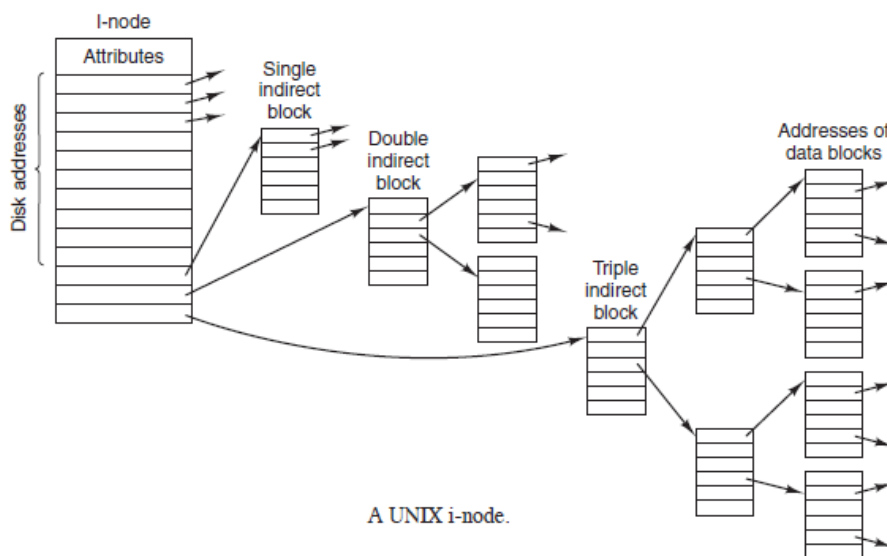 I-node
Attributes
Disk addresses
Single
indirect
block
Double
indirect
block
Triple
indirect
block
Addresses of
data blocks
A UNIX i-node.